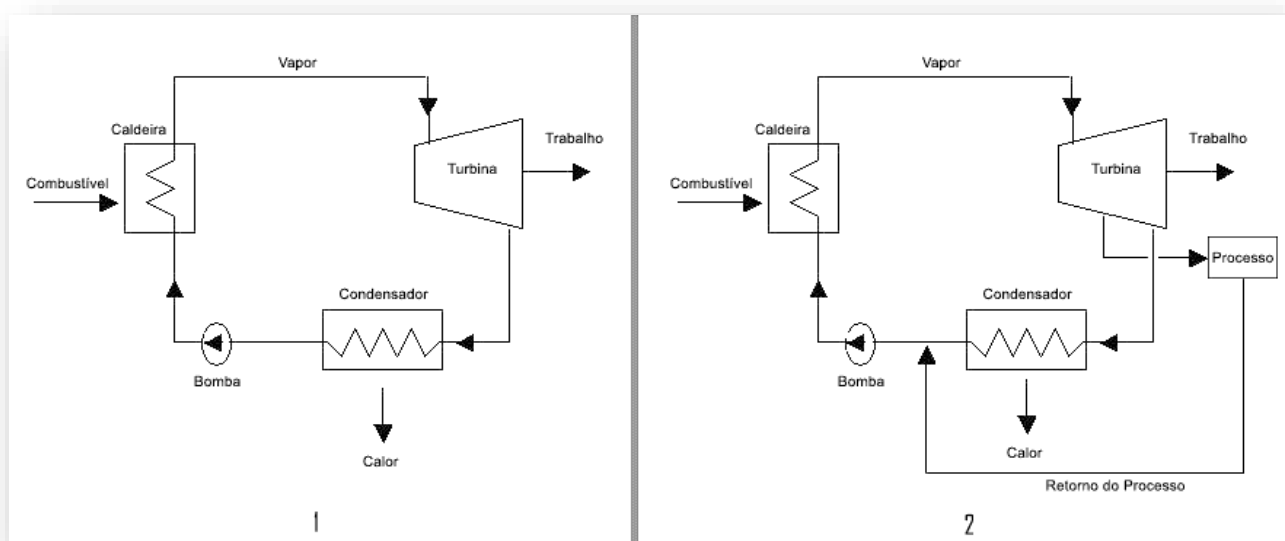 Vapor
Caldeira
Trabalho
Turbina
Combustível
Condensador
Bomba
Calor
1
Vapor
Caldeira
Trabalho
Turbina
Combustível
Processo
Condensador
Bomba
Calor
Retorno do Processo
2